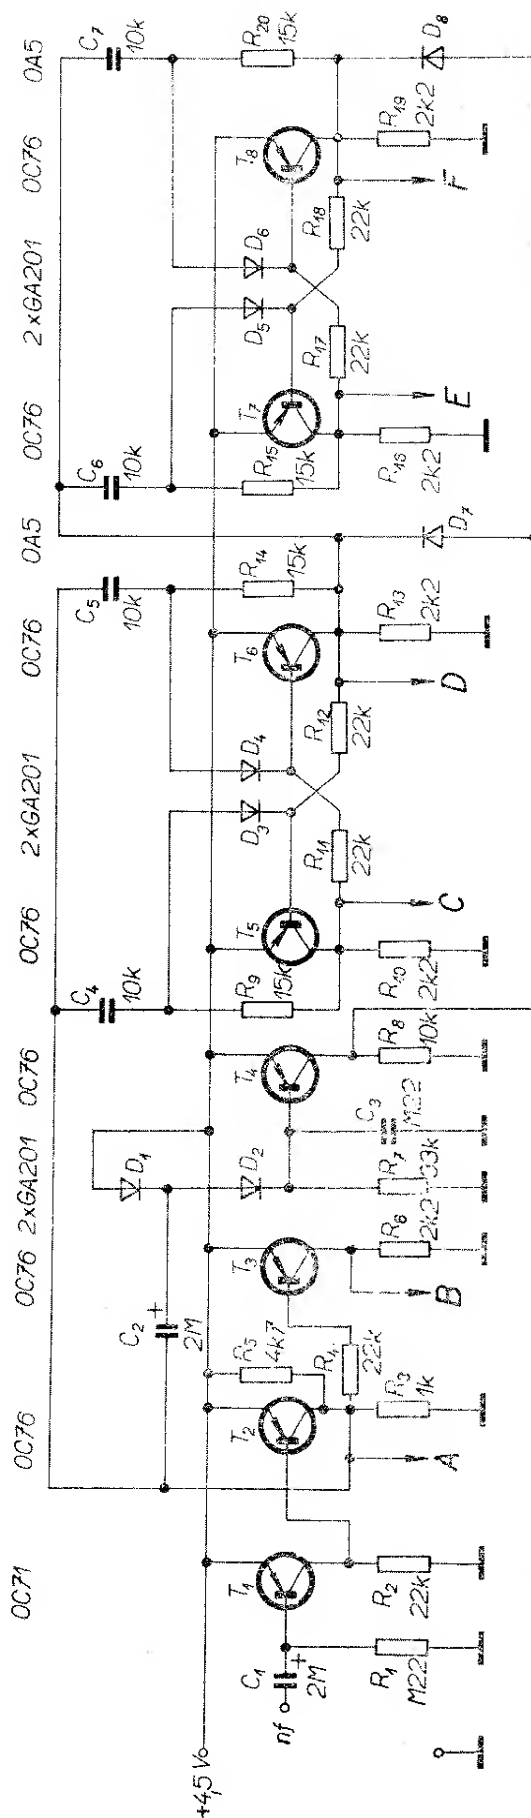 OC71
OC76
OC76 2xGA201 OC76
OC76
2xGA201
OC76
OA5
OC76
2xGA201
OC76
OA5
+4,5 V
nf
C1
2M
R1
M22
T1
R2
22k
T2
A
R3
1k
R4
22k
R5
4k7
C2
2M
T3
B
R6
2k2
D1
D2
R7
33k
C3
M22
T4
R8
10k
C4
10k
R9
15k
T5
R10
2k2
C
R11
22k
D3
D4
R12
22k
T6
D
R13
2k2
C5
10k
R14
15k
D7
C6
10k
R15
15k
T7
R16
2k2
E
R17
22k
D5
D6
R18
22k
T8
F
R19
2k2
C7
10k
R20
15k
D8